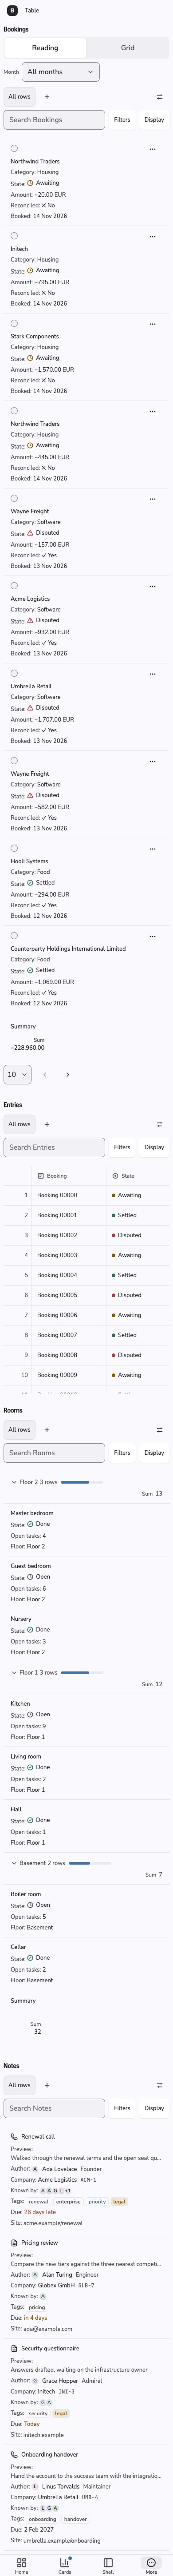 B Table
Bookings
Reading Grid
Month All months
All rows +
Search Bookings Filters Display
Northwind Traders
Category: Housing
State: Awaiting
Amount: −20.00 EUR
Reconciled: No
Booked: 14 Nov 2026
Initech
Category: Housing
State: Awaiting
Amount: −795.00 EUR
Reconciled: No
Booked: 14 Nov 2026
Stark Components
Category: Housing
State: Awaiting
Amount: −1,570.00 EUR
Reconciled: No
Booked: 14 Nov 2026
Northwind Traders
Category: Housing
State: Awaiting
Amount: −445.00 EUR
Reconciled: No
Booked: 14 Nov 2026
Wayne Freight
Category: Software
State: Disputed
Amount: −157.00 EUR
Reconciled: Yes
Booked: 13 Nov 2026
Acme Logistics
Category: Software
State: Disputed
Amount: −932.00 EUR
Reconciled: Yes
Booked: 13 Nov 2026
Umbrella Retail
Category: Software
State: Disputed
Amount: −1,707.00 EUR
Reconciled: Yes
Booked: 13 Nov 2026
Wayne Freight
Category: Software
State: Disputed
Amount: −582.00 EUR
Reconciled: Yes
Booked: 13 Nov 2026
Hooli Systems
Category: Food
State: Settled
Amount: −294.00 EUR
Reconciled: Yes
Booked: 12 Nov 2026
Counterparty Holdings International Limited
Category: Food
State: Settled
Amount: −1,069.00 EUR
Reconciled: Yes
Booked: 12 Nov 2026
Summary
Sum
−228,960.00
10
Entries
All rows +
Search Entries Filters Display
Booking State
1 Booking 00000 Awaiting
2 Booking 00001 Settled
3 Booking 00002 Disputed
4 Booking 00003 Awaiting
5 Booking 00004 Settled
6 Booking 00005 Disputed
7 Booking 00006 Awaiting
8 Booking 00007 Settled
9 Booking 00008 Disputed
10 Booking 00009 Awaiting
Rooms
All rows +
Search Rooms Filters Display
Floor 2 3 rows
Sum 13
Master bedroom
State: Done
Open tasks: 4
Floor: Floor 2
Guest bedroom
State: Open
Open tasks: 6
Floor: Floor 2
Nursery
State: Done
Open tasks: 3
Floor: Floor 2
Floor 1 3 rows
Sum 12
Kitchen
State: Open
Open tasks: 9
Floor: Floor 1
Living room
State: Done
Open tasks: 2
Floor: Floor 1
Hall
State: Done
Open tasks: 1
Floor: Floor 1
Basement 2 rows
Sum 7
Boiler room
State: Open
Open tasks: 5
Floor: Basement
Cellar
State: Done
Open tasks: 2
Floor: Basement
Summary
Sum
32
Notes
All rows +
Search Notes Filters Display
Renewal call
Preview:
Walked through the renewal terms and the open seat qu...
Author: A Ada Lovelace Founder
Company: Acme Logistics ACM-1
Known by: A A G L +1
Tags: renewal enterprise priority legal
Due: 26 days late
Site: acme.example/renewal
Pricing review
Preview:
Compare the new tiers against the three nearest competi...
Author: A Alan Turing Engineer
Company: Globex GmbH GLB-7
Known by: A
Tags: pricing
Due: in 4 days
Site: ada@example.com
Security questionnaire
Preview:
Answers drafted, waiting on the infrastructure owner
Author: G Grace Hopper Admiral
Company: Initech INI-3
Known by: G A
Tags: security legal
Due: Today
Site: initech.example
Onboarding handover
Preview:
Hand the account to the success team with the integratio...
Author: L Linus Torvalds Maintainer
Company: Umbrella Retail UMB-4
Known by: L G A
Tags: onboarding handover
Due: 2 Feb 2027
Site: umbrella.example/onboarding
Home Cards Shell More